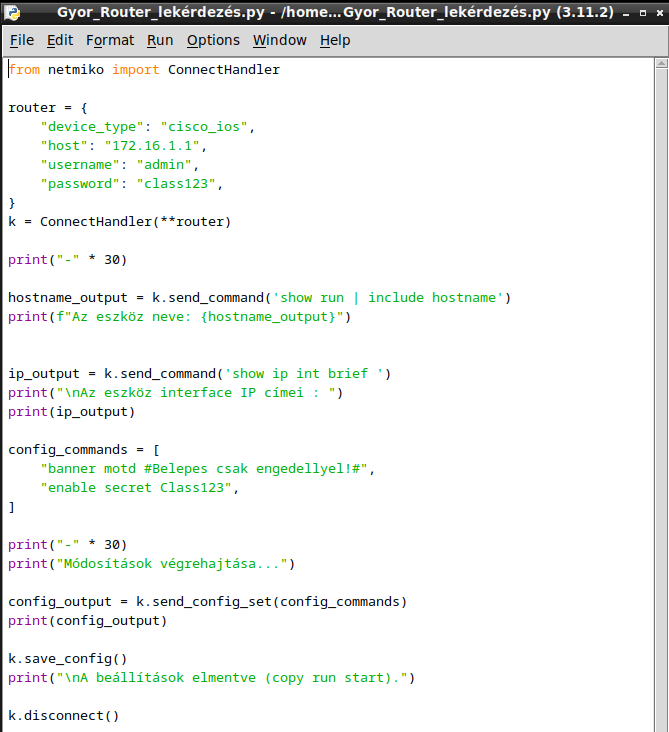 Gyor_Router_lekérdezés.py - /home...Gyor_Router_lekérdezés.py (3.11.2)
File Edit Format Run Options Window Help
from netmiko import ConnectHandler
router = {
    "device_type": "cisco_ios",
    "host": "172.16.1.1",
    "username": "admin",
    "password": "class123",
}
k = ConnectHandler(**router)
print("-" * 30)
hostname_output = k.send_command('show run | include hostname')
print(f"Az eszköz neve: {hostname_output}")
ip_output = k.send_command('show ip int brief ')
print("\nAz eszköz interface IP címei : ")
print(ip_output)
config_commands = [
    "banner motd #Belepes csak engedellyel!#",
    "enable secret Class123",
]
print("-" * 30)
print("Módosítások végrehajtása...")
config_output = k.send_config_set(config_commands)
print(config_output)
k.save_config()
print("\nA beállítások elmentve (copy run start).")
k.disconnect()